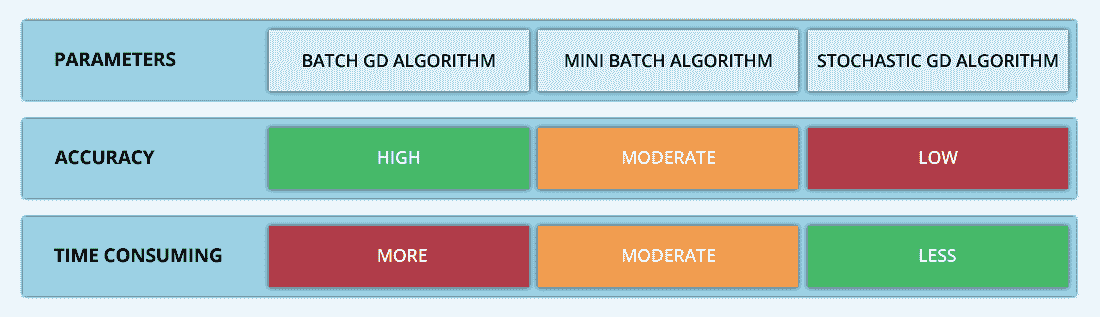 PARAMETERS BATCH GD ALGORITHM MINI BATCH ALGORITHM STOCHASTIC GD ALGORITHM
ACCURACY HIGH MODERATE LOW
TIME CONSUMING MORE MODERATE LESS